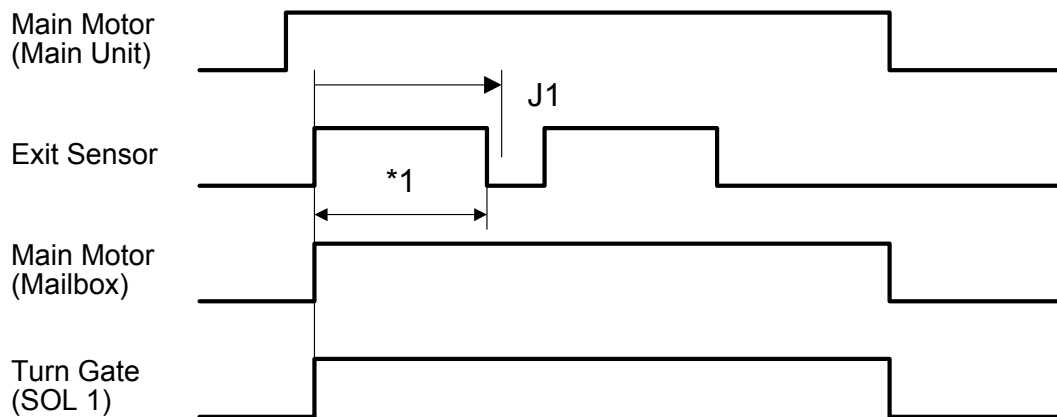 Main Motor
(Main Unit)
J1
Exit Sensor
*1
Main Motor
(Mailbox)
Turn Gate
(SOL 1)